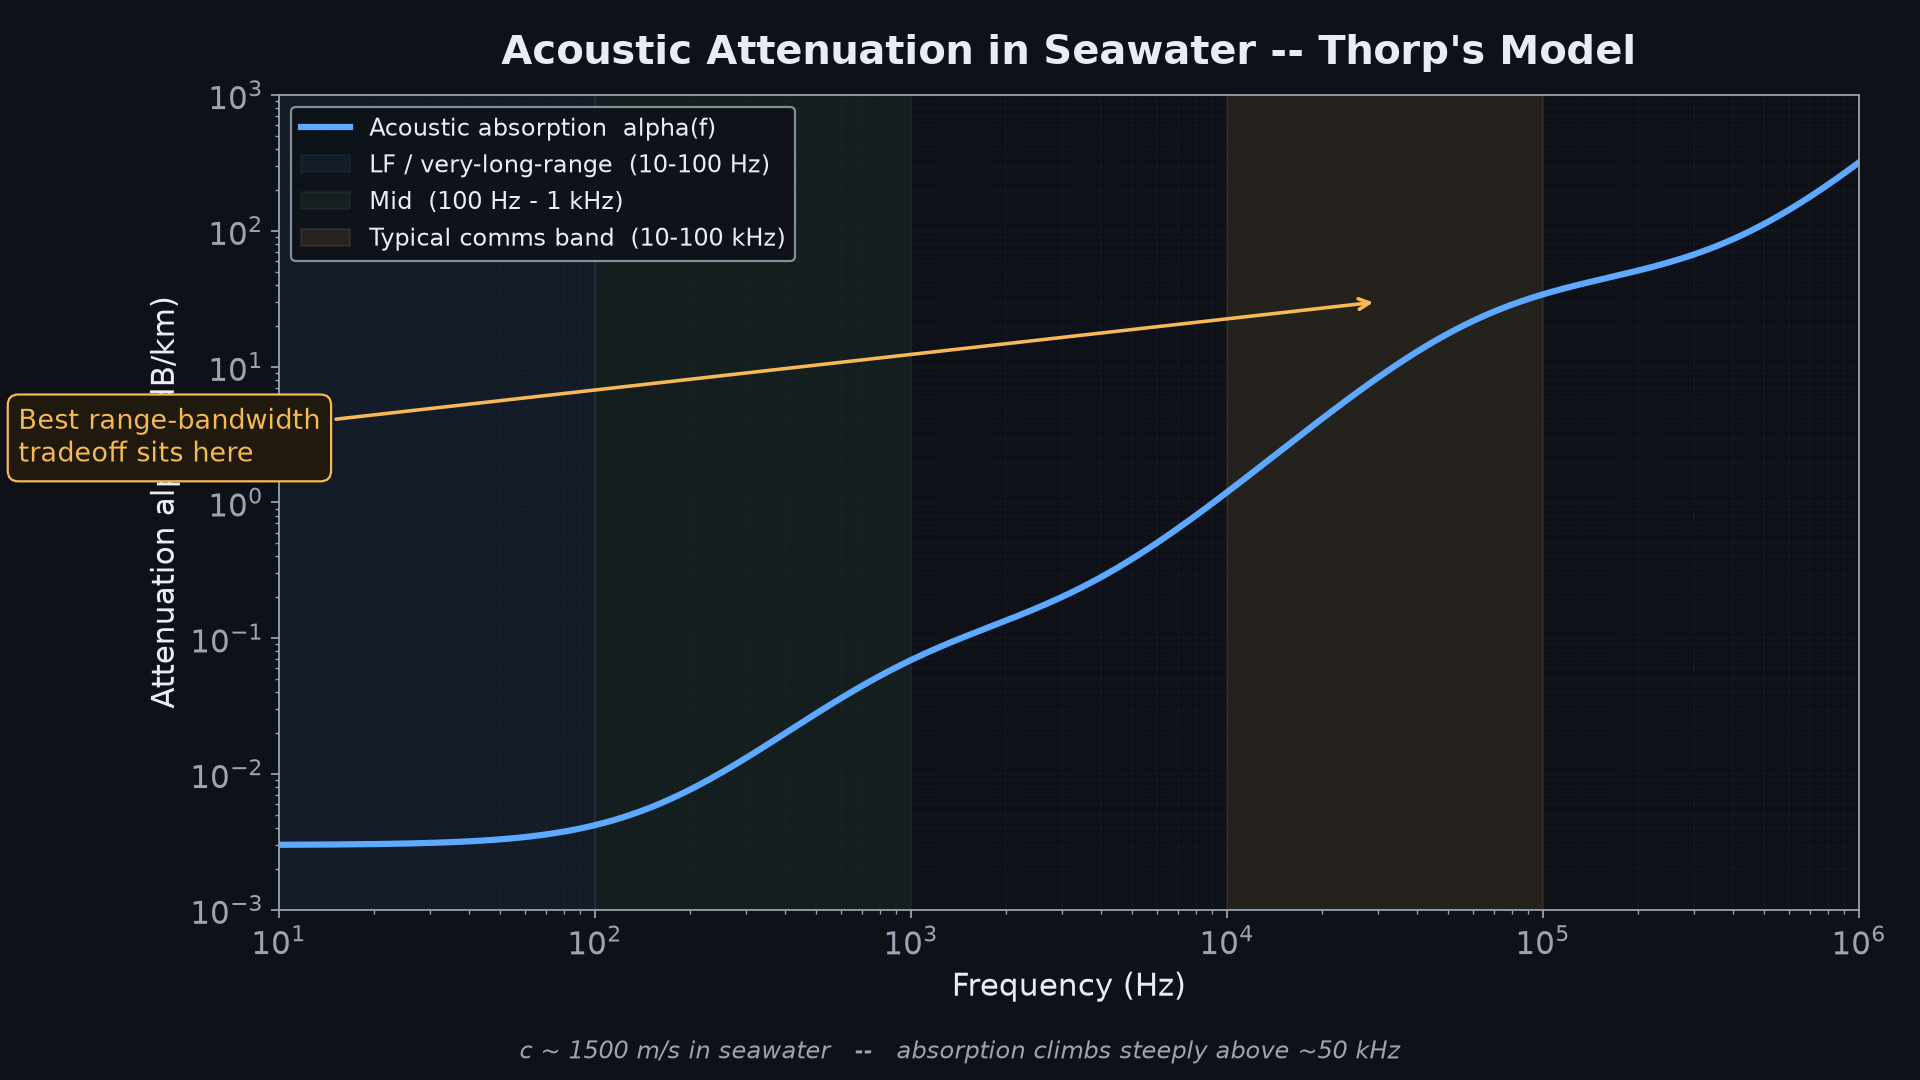 Acoustic Attenuation in Seawater -- Thorp's Model
10³
10²
10¹
10⁰
10⁻¹
10⁻²
10⁻³
Acoustic absorption  alpha(f)
LF / very-long-range  (10-100 Hz)
Mid  (100 Hz - 1 kHz)
Typical comms band  (10-100 kHz)
Best range-bandwidth
tradeoff sits here
Attenuation al dB/km)
10¹ 10² 10³ 10⁴ 10⁵ 10⁶
Frequency (Hz)
c ~ 1500 m/s in seawater   --   absorption climbs steeply above ~50 kHz